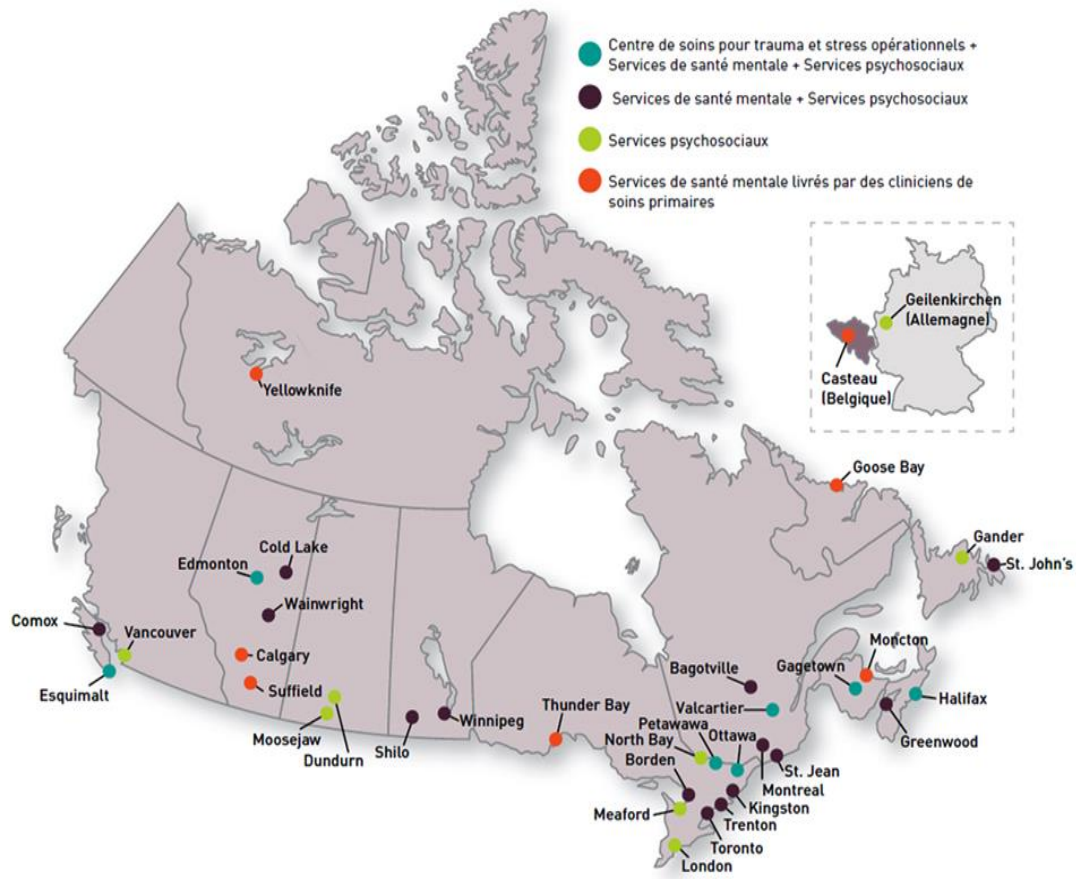 Centre de soins pour trauma et stress opérationnels +
Services de santé mentale + Services psychosociaux
Services de santé mentale + Services psychosociaux
Services psychosociaux
Services de santé mentale livrés par des cliniciens de
soins primaires
Geilenkirchen
(Allemagne)
Casteau
(Belgique)
Yellowknife
Goose Bay
Gander
St. John's
Cold Lake
Edmonton
Wainwright
Comox
Vancouver
Esquimalt
Calgary
Suffield
Moosejaw
Dundurn
Shilo
Winnipeg
Thunder Bay
Bagotville
Gagetown
Moncton
Halifax
Greenwood
Valcartier
Petawawa
Ottawa
North Bay
Borden
St. Jean
Montreal
Kingston
Meaford
Trenton
Toronto
London